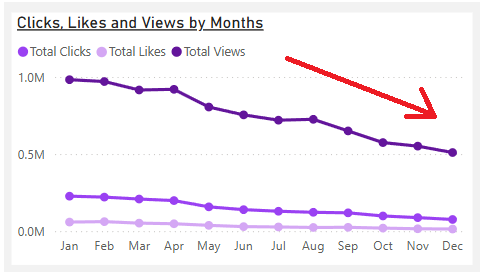 Clicks, Likes and Views by Months
Total Clicks Total Likes Total Views
1.0M
0.5M
0.0M
Jan Feb Mar Apr May Jun Jul Aug Sep Oct Nov Dec